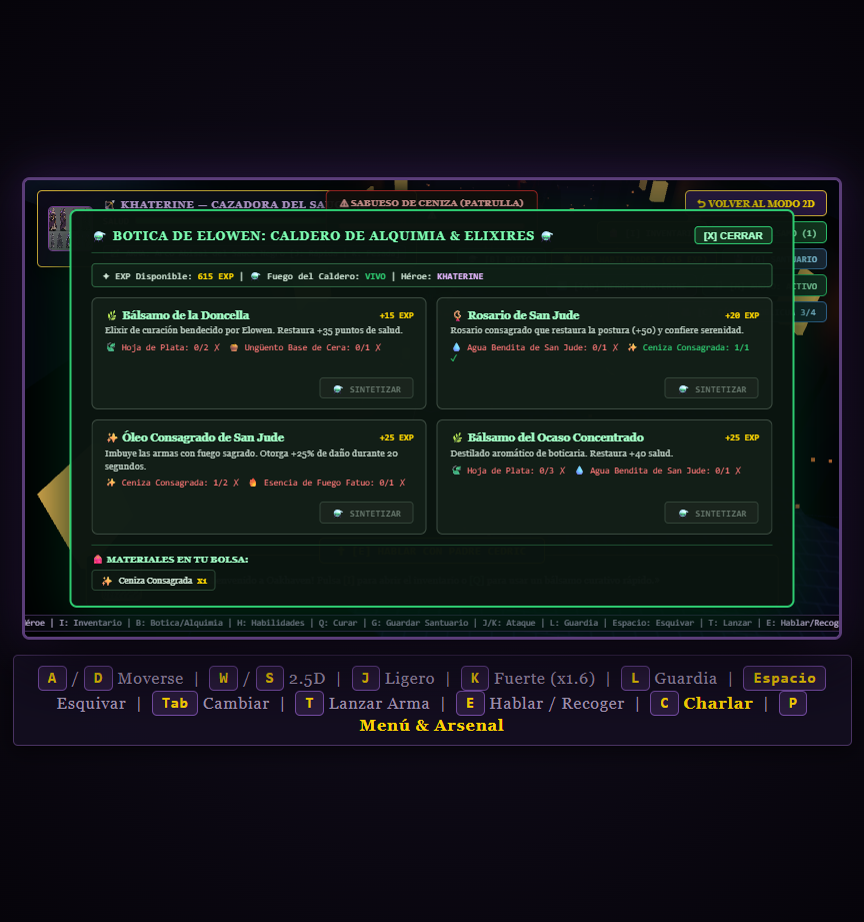 KHATERINE — CAZADORA DEL SA
⚠ SABUESO DE CENIZA (PATRULLA)
⮌ VOLVER AL MODO 2D
BOTICA DE ELOWEN: CALDERO DE ALQUIMIA & ELIXIRES
[X] CERRAR
O (1)
ARIO
TIVO
3/4
✦ EXP Disponible: 615 EXP | Fuego del Caldero: VIVO | Héroe: KHATERINE
Bálsamo de la Doncella +15 EXP
Elixir de curación bendecido por Elowen. Restaura +35 puntos de salud.
Hoja de Plata: 0/2 ✗ Ungüento Base de Cera: 0/1 ✗
SINTETIZAR
Rosario de San Jude +20 EXP
Rosario consagrado que restaura la postura (+50) y confiere serenidad.
Agua Bendita de San Jude: 0/1 ✗ Ceniza Consagrada: 1/1
✓
SINTETIZAR
Óleo Consagrado de San Jude +25 EXP
Imbuye las armas con fuego sagrado. Otorga +25% de daño durante 20
segundos.
Ceniza Consagrada: 1/2 ✗ Esencia de Fuego Fatuo: 0/1 ✗
SINTETIZAR
Bálsamo del Ocaso Concentrado +25 EXP
Destilado aromático de boticaria. Restaura +40 salud.
Hoja de Plata: 0/3 ✗ Agua Bendita de San Jude: 0/1 ✗
SINTETIZAR
MATERIALES EN TU BOLSA:
Ceniza Consagrada x1
éroe | I: Inventario | B: Botica/Alquimia | H: Habilidades | Q: Curar | G: Guardar Santuario | J/K: Ataque | L: Guardia | Espacio: Esquivar | T: Lanzar | E: Hablar/Recog
A / D Moverse | W / S 2.5D | J Ligero | K Fuerte (x1.6) | L Guardia | Espacio
Esquivar | Tab Cambiar | T Lanzar Arma | E Hablar / Recoger | C Charlar | P
Menú & Arsenal